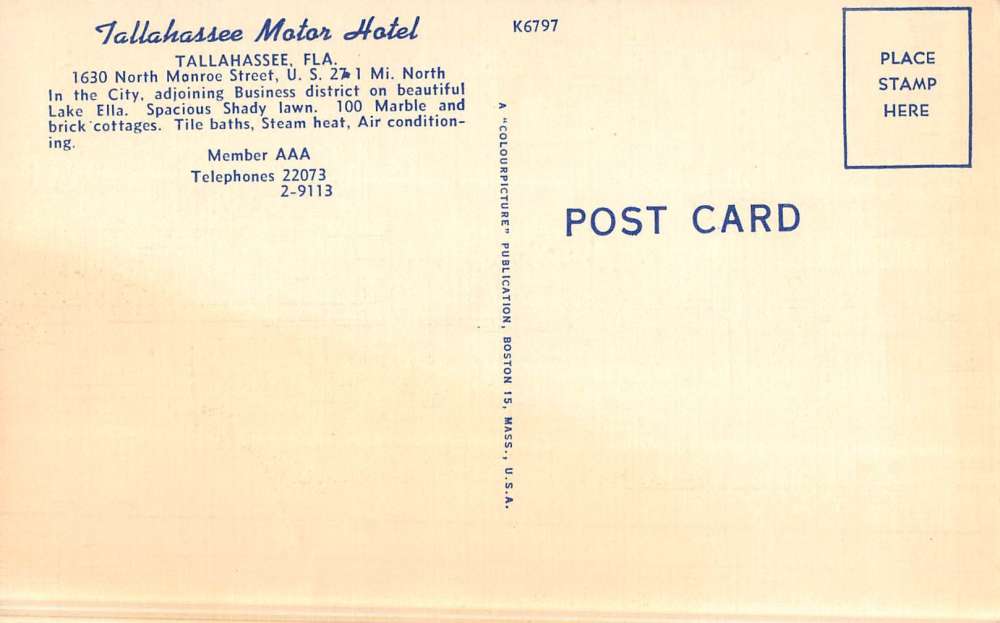 Tallahassee Motor Hotel
TALLAHASSEE, FLA.
1630 North Monroe Street, U. S. 27 1 Mi. North
In the City, adjoining Business district on beautiful
Lake Ella. Spacious Shady lawn. 100 Marble and
brick cottages. Tile baths, Steam heat, Air condition-
ing.
Member AAA
Telephones 22073
2-9113
A "COLOURPICTURE" PUBLICATION, BOSTON 15, MASS., U.S.A.
K6797
PLACE
STAMP
HERE
POST CARD